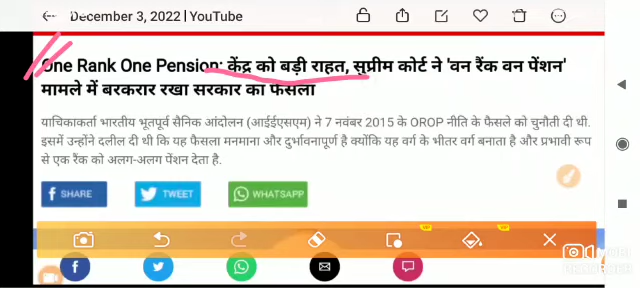 December 3, 2022 | YouTube
One Rank One Pension: केंद्र को बड़ी राहत, सुप्रीम कोर्ट ने 'वन रैंक वन पेंशन'
मामले में बरकरार रखा सरकार का फैसला
याचिकाकर्ता भारतीय भूतपूर्व सैनिक आंदोलन (आईईएसएम) ने 7 नवंबर 2015 के OROP नीति के फैसले को चुनौती दी थी.
इसमें उन्होंने दलील दी थी कि यह फैसला मनमाना और दुर्भावनापूर्ण है क्योंकि यह वर्ग के भीतर वर्ग बनाता है और प्रभावी रूप
से एक रैंक को अलग-अलग पेंशन देता है.
SHARE
TWEET
WHATSAPP
RECORDER